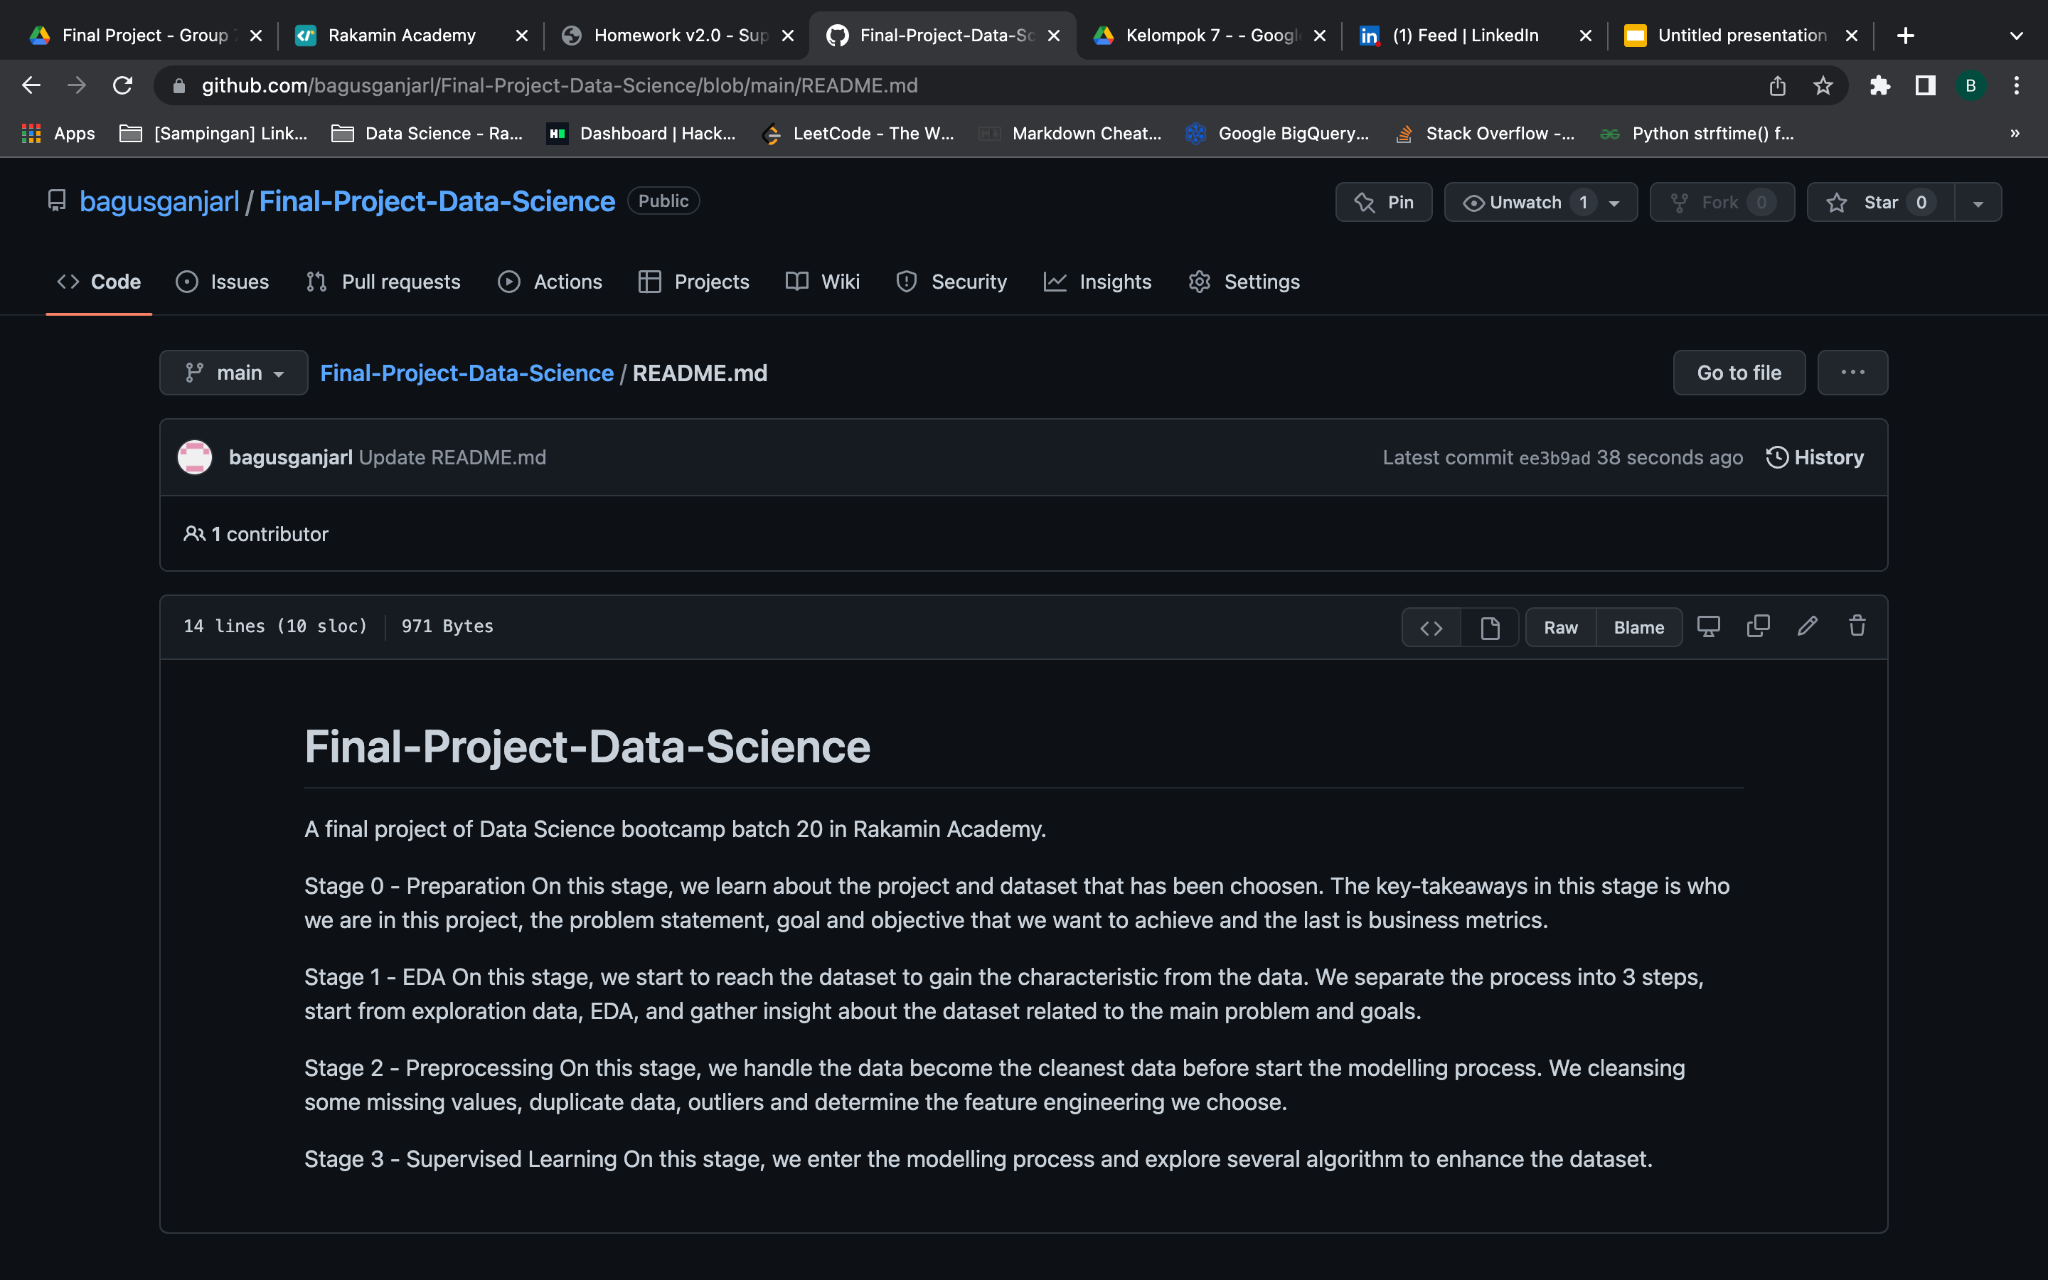 Final Project - Group
Rakamin Academy
Homework v2.0 - Sup
Final-Project-Data-Sc
Kelompok 7 - - Googl
(1) Feed | LinkedIn
Untitled presentation
github.com/bagusganjarl/Final-Project-Data-Science/blob/main/README.md
B
Apps
[Sampingan] Link...
Data Science - Ra...
Dashboard | Hack...
LeetCode - The W...
Markdown Cheat...
Google BigQuery...
Stack Overflow -...
Python strftime() f...
»
bagusganjarl / Final-Project-Data-Science Public
Pin
Unwatch 1
Fork 0
Star 0
Code
Issues
Pull requests
Actions
Projects
Wiki
Security
Insights
Settings
main
Final-Project-Data-Science / README.md
Go to file
...
bagusganjarl Update README.md
Latest commit ee3b9ad 38 seconds ago
History
1 contributor
14 lines (10 sloc) | 971 Bytes
<>
Raw
Blame
Final-Project-Data-Science
A final project of Data Science bootcamp batch 20 in Rakamin Academy.
Stage 0 - Preparation On this stage, we learn about the project and dataset that has been choosen. The key-takeaways in this stage is who
we are in this project, the problem statement, goal and objective that we want to achieve and the last is business metrics.
Stage 1 - EDA On this stage, we start to reach the dataset to gain the characteristic from the data. We separate the process into 3 steps,
start from exploration data, EDA, and gather insight about the dataset related to the main problem and goals.
Stage 2 - Preprocessing On this stage, we handle the data become the cleanest data before start the modelling process. We cleansing
some missing values, duplicate data, outliers and determine the feature engineering we choose.
Stage 3 - Supervised Learning On this stage, we enter the modelling process and explore several algorithm to enhance the dataset.